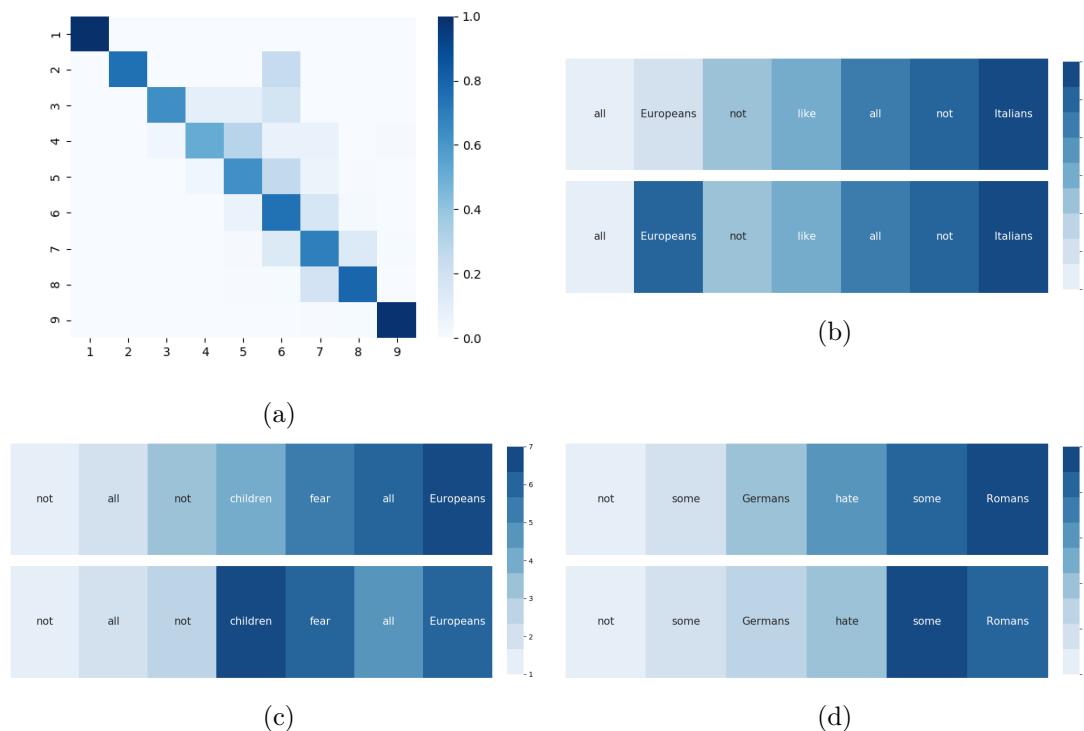 1
2
3
4
5
6
7
8
9
1 2 3 4 5 6 7 8 9
1.0
0.8
0.6
0.4
0.2
0.0
(a)
all Europeans not like all not Italians
all Europeans not like all not Italians
(b)
not all not children fear all Europeans
not all not children fear all Europeans
7
6
5
4
3
2
1
(c)
not some Germans hate some Romans
not some Germans hate some Romans
(d)